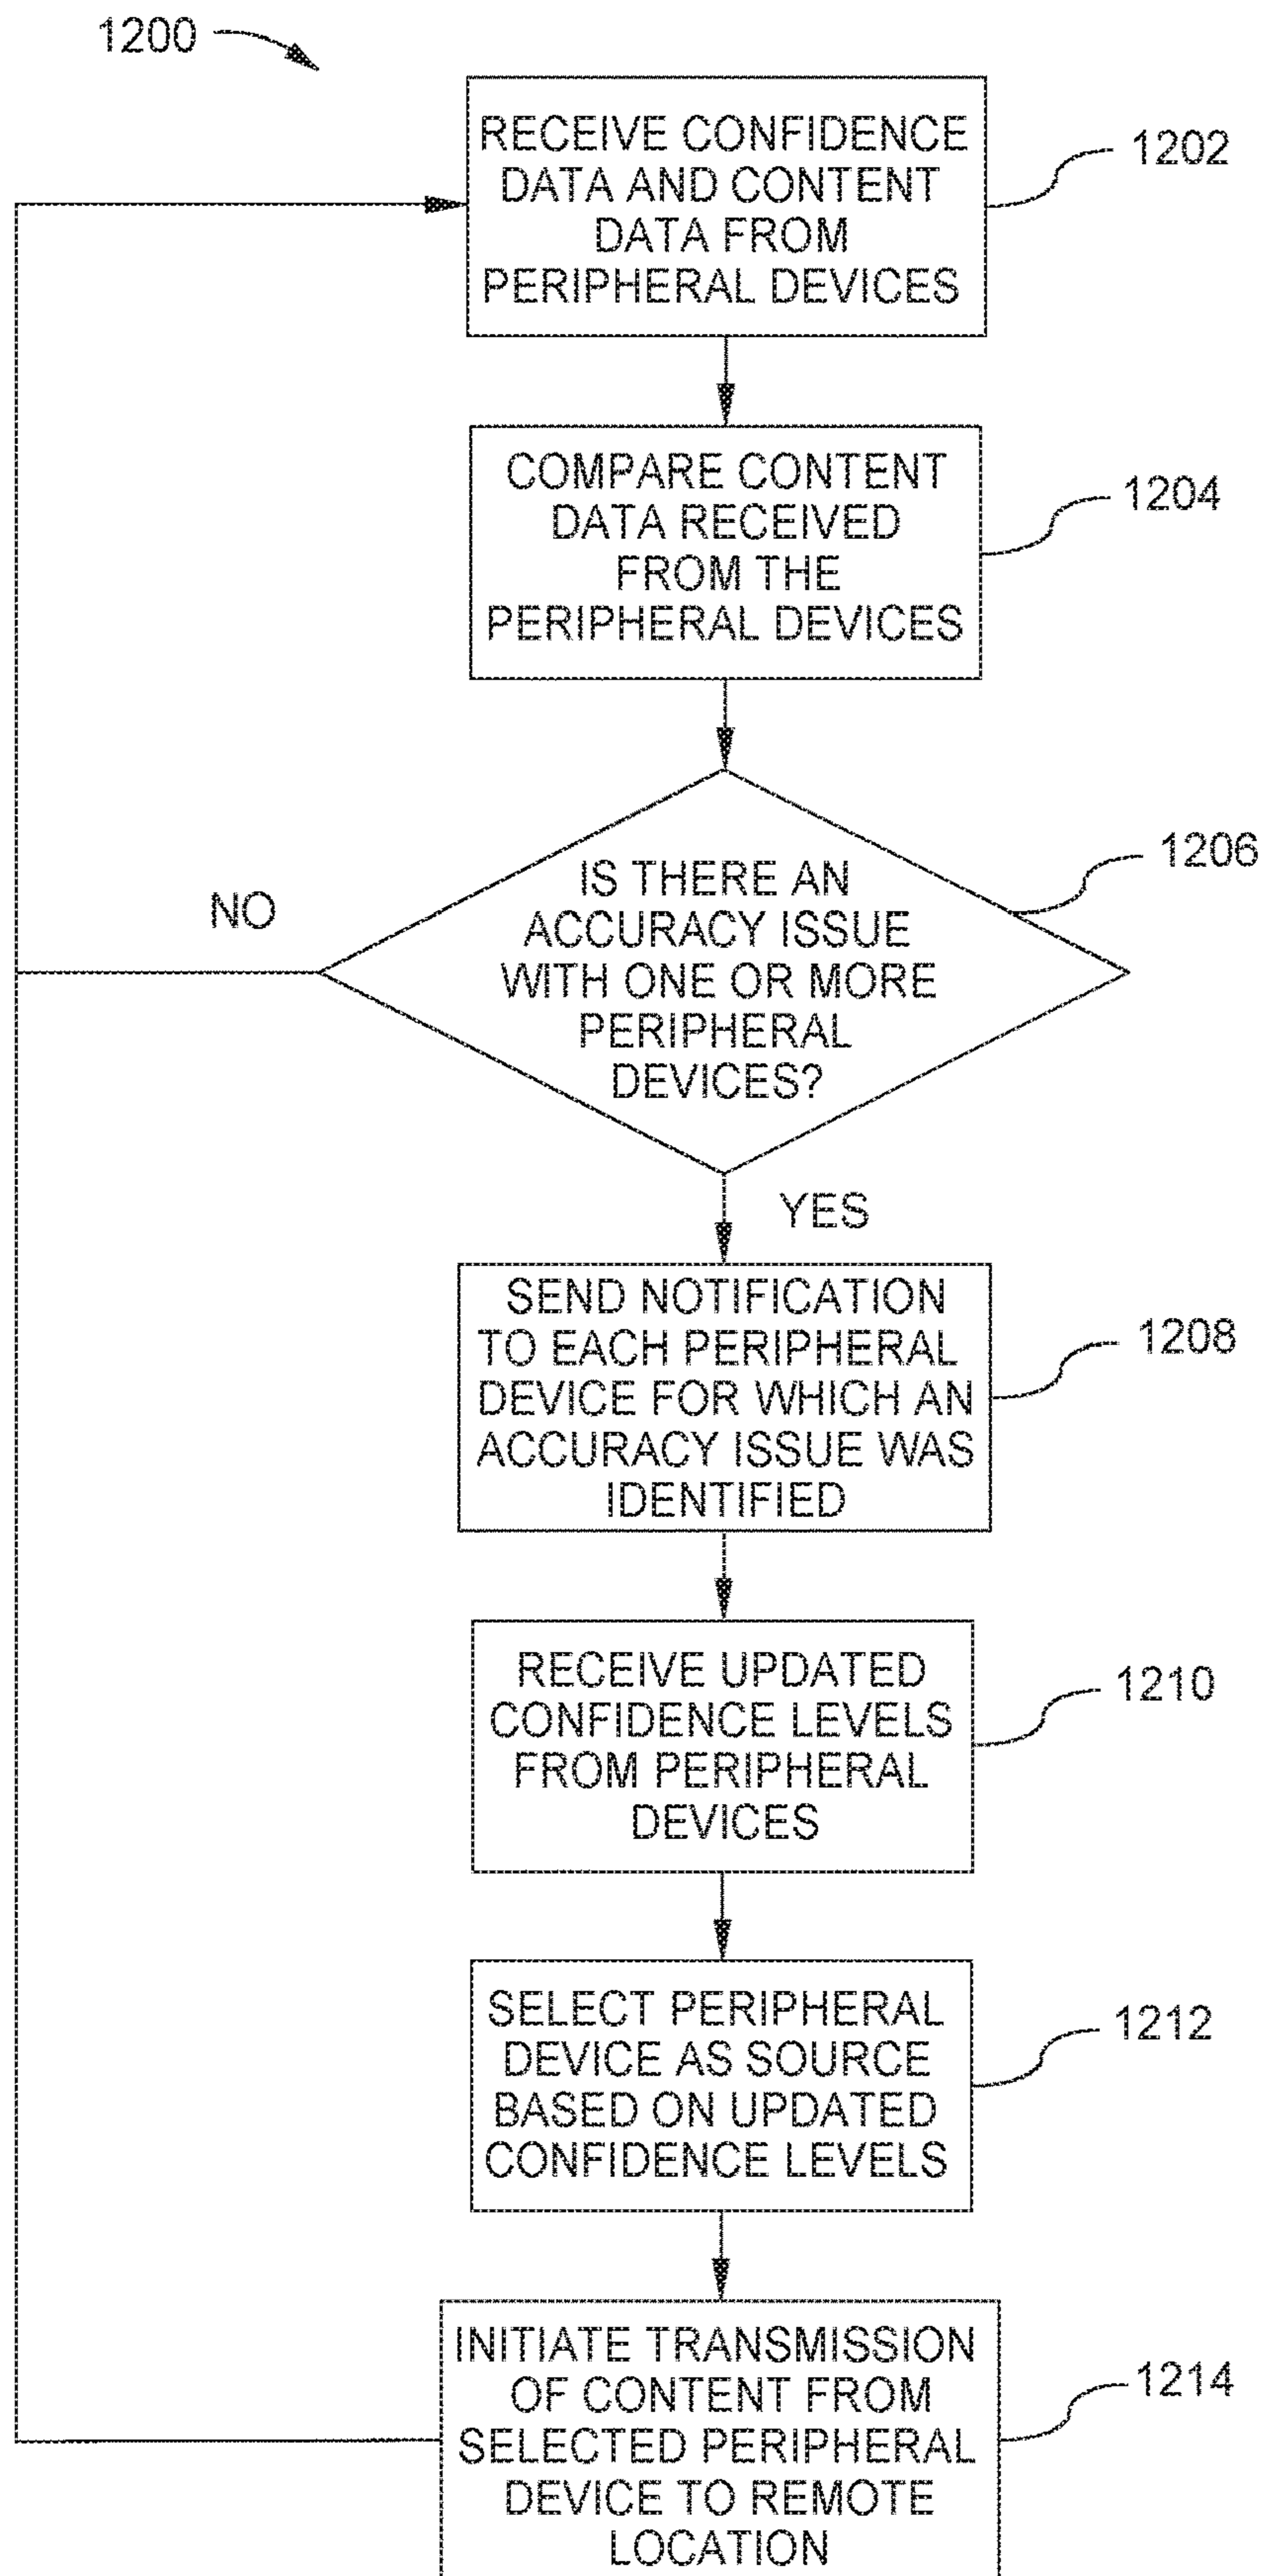 1200
RECEIVE CONFIDENCE
DATA AND CONTENT
DATA FROM
PERIPHERAL DEVICES
1202
COMPARE CONTENT
DATA RECEIVED
FROM THE
PERIPHERAL DEVICES
1204
IS THERE AN
ACCURACY ISSUE
WITH ONE OR MORE
PERIPHERAL
DEVICES?
1206
NO
YES
SEND NOTIFICATION
TO EACH PERIPHERAL
DEVICE FOR WHICH AN
ACCURACY ISSUE WAS
IDENTIFIED
1208
RECEIVE UPDATED
CONFIDENCE LEVELS
FROM PERIPHERAL
DEVICES
1210
SELECT PERIPHERAL
DEVICE AS SOURCE
BASED ON UPDATED
CONFIDENCE LEVELS
1212
INITIATE TRANSMISSION
OF CONTENT FROM
SELECTED PERIPHERAL
DEVICE TO REMOTE
LOCATION
1214